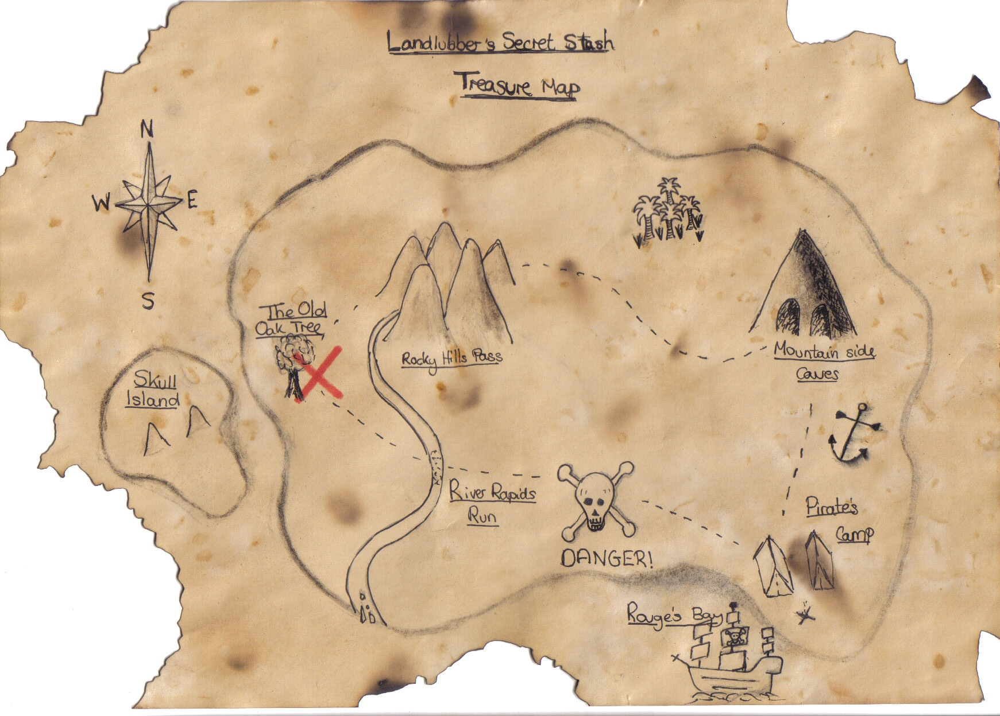 Landlubber's Secret Stash
Treasure Map
N
W E
S
The Old
Oak Tree
Rocky Hills Pass
Mountain side
Caves
Skull
Island
River Rapids
Run
Pirate's
Camp
DANGER!
Rouge's Bay